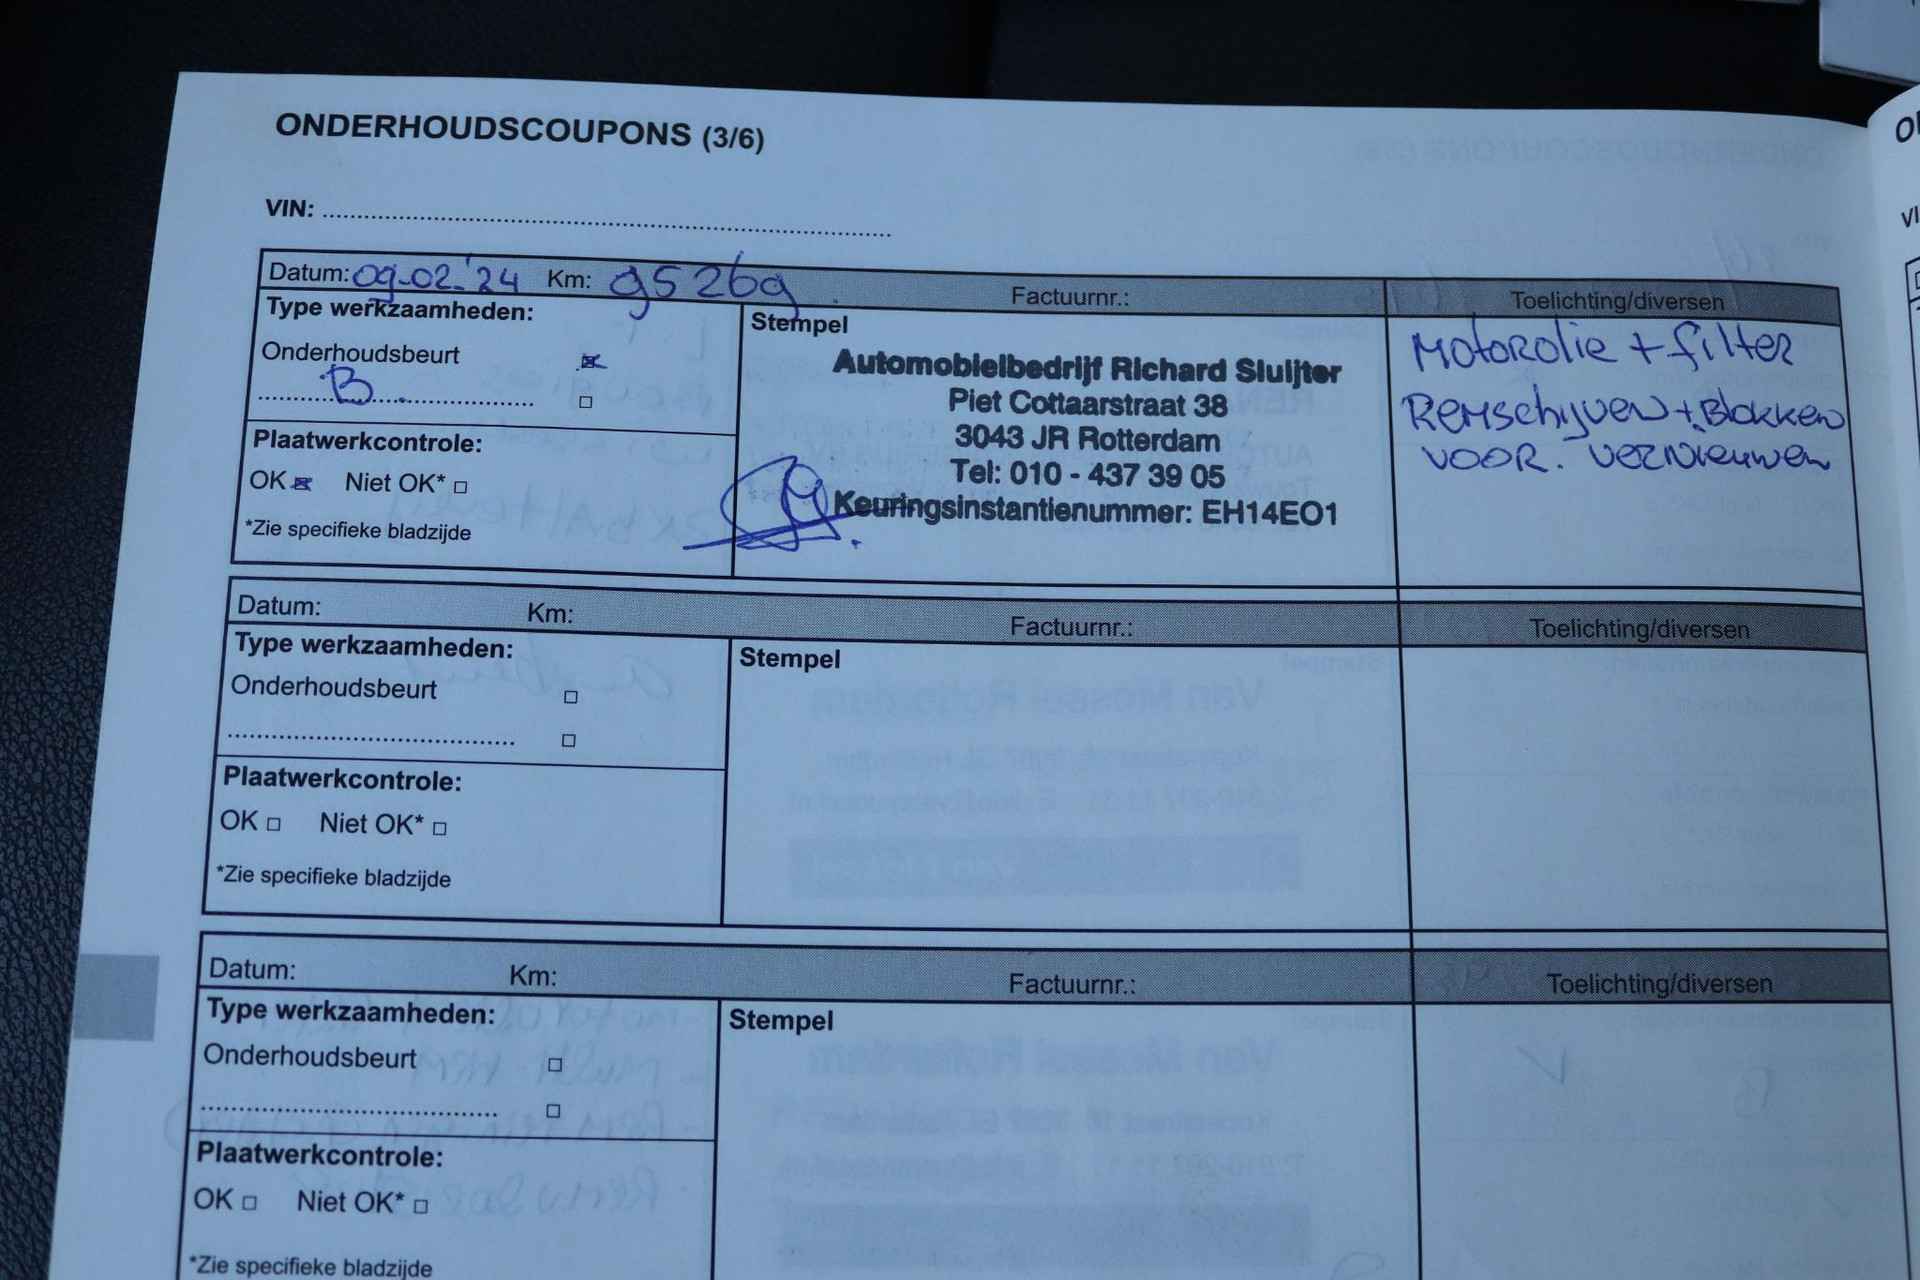 ONDERHOUDSCOUPONS (3/6)
VIN:
Datum: 09-02-'24 Km: 95269 Factuurnr.: Toelichting/diversen
Type werkzaamheden:
Onderhoudsbeurt
B
Plaatwerkcontrole:
OK Niet OK*
*Zie specifieke bladzijde
Stempel
Automobielbedrijf Richard Sluijter
Piet Cottaarstraat 38
3043 JR Rotterdam
Tel: 010 - 437 39 05
Keuringsinstantienummer: EH14EO1
Motorolie + filter
Remschijven + Blokken
voor. vernieuwen
Datum: Km: Factuurnr.: Toelichting/diversen
Type werkzaamheden:
Onderhoudsbeurt
Plaatwerkcontrole:
OK Niet OK*
*Zie specifieke bladzijde
Stempel
Datum: Km: Factuurnr.: Toelichting/diversen
Type werkzaamheden:
Onderhoudsbeurt
Plaatwerkcontrole:
OK Niet OK*
*Zie specifieke bladzijde
Stempel